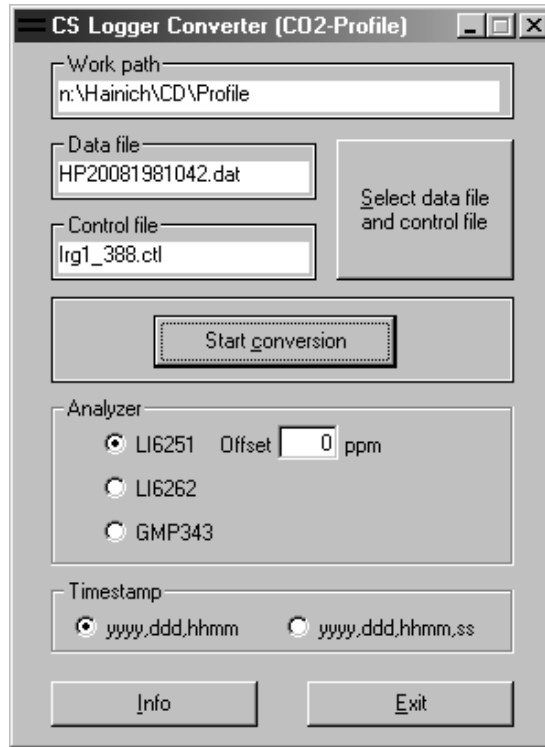 CS Logger Converter (CO2-Profile)
Work path
n:\Hainich\CD\Profile
Data file
HP20081981042.dat
Select data file
and control file
Control file
Irg1_388.ctl
Start conversion
Analyzer
LI6251 Offset 0 ppm
LI6262
GMP343
Timestamp
yyyy,ddd,hhmm yyyy,ddd,hhmm,ss
Info Exit